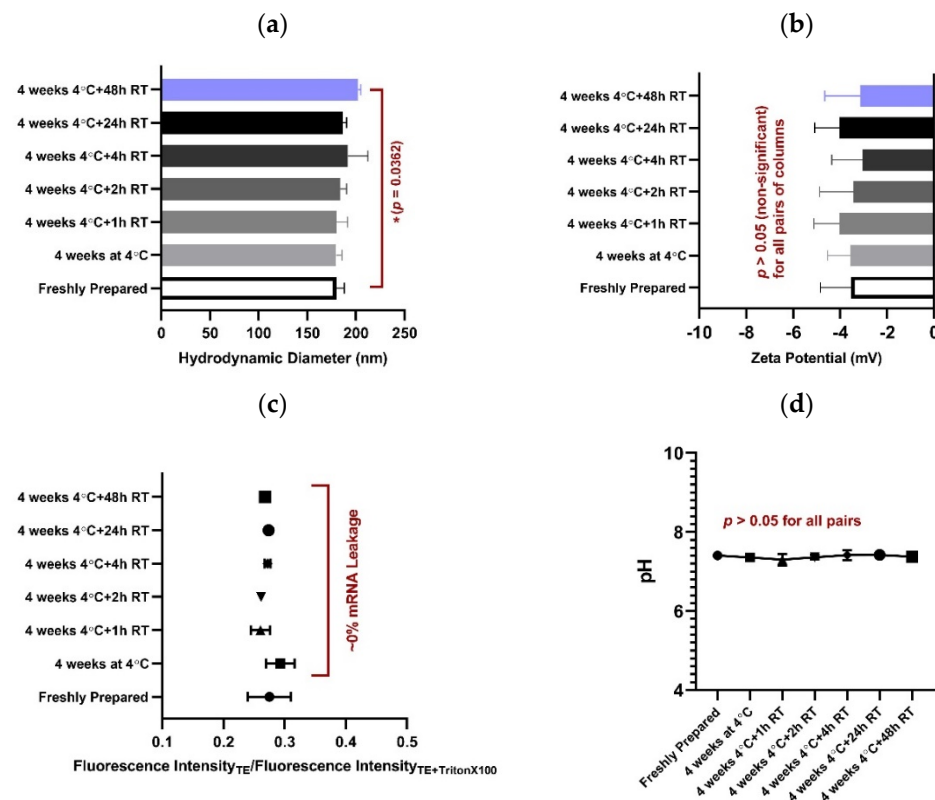 (a)
4 weeks 4°C+48h RT
4 weeks 4°C+24h RT
4 weeks 4°C+4h RT
4 weeks 4°C+2h RT
4 weeks 4°C+1h RT
4 weeks at 4°C
Freshly Prepared
* (p = 0.0362)
0 50 100 150 200 250
Hydrodynamic Diameter (nm)
(b)
4 weeks 4°C+48h RT
4 weeks 4°C+24h RT
4 weeks 4°C+4h RT
4 weeks 4°C+2h RT
4 weeks 4°C+1h RT
4 weeks at 4°C
Freshly Prepared
p > 0.05 (non-significant)
for all pairs of columns
-10 -8 -6 -4 -2 0
Zeta Potential (mV)
(c)
4 weeks 4°C+48h RT
4 weeks 4°C+24h RT
4 weeks 4°C+4h RT
4 weeks 4°C+2h RT
4 weeks 4°C+1h RT
4 weeks at 4°C
Freshly Prepared
~0% mRNA Leakage
0.1 0.2 0.3 0.4 0.5
Fluorescence IntensityTE/Fluorescence IntensityTE+TritonX100
(d)
10
8
6
4
pH
p > 0.05 for all pairs
Freshly Prepared
4 weeks at 4°C
4 weeks 4°C+1h RT
4 weeks 4°C+2h RT
4 weeks 4°C+4h RT
4 weeks 4°C+24h RT
4 weeks 4°C+48h RT